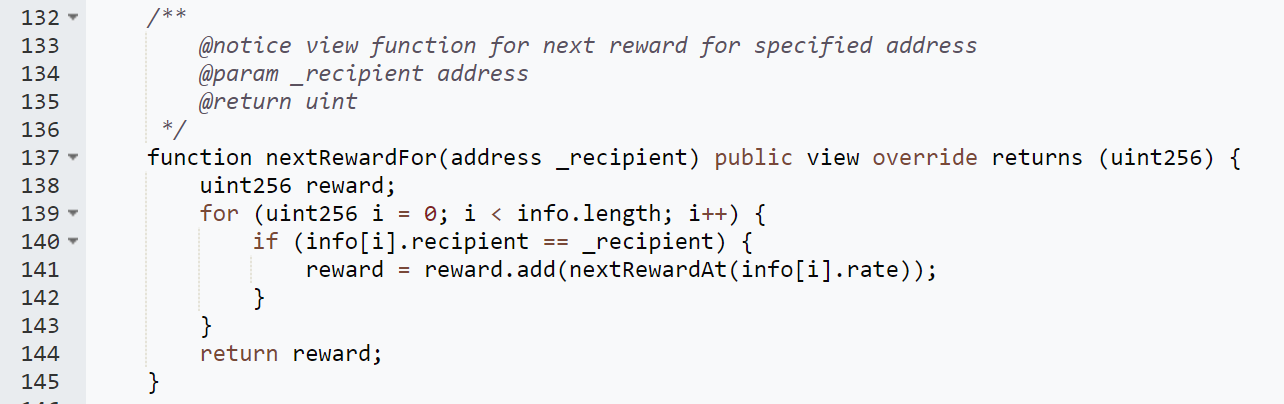 132 /**
133 @notice view function for next reward for specified address
134 @param _recipient address
135 @return uint
136 */
137 function nextRewardFor(address _recipient) public view override returns (uint256) {
138 uint256 reward;
139 for (uint256 i = 0; i < info.length; i++) {
140 if (info[i].recipient == _recipient) {
141 reward = reward.add(nextRewardAt(info[i].rate));
142 }
143 }
144 return reward;
145 }